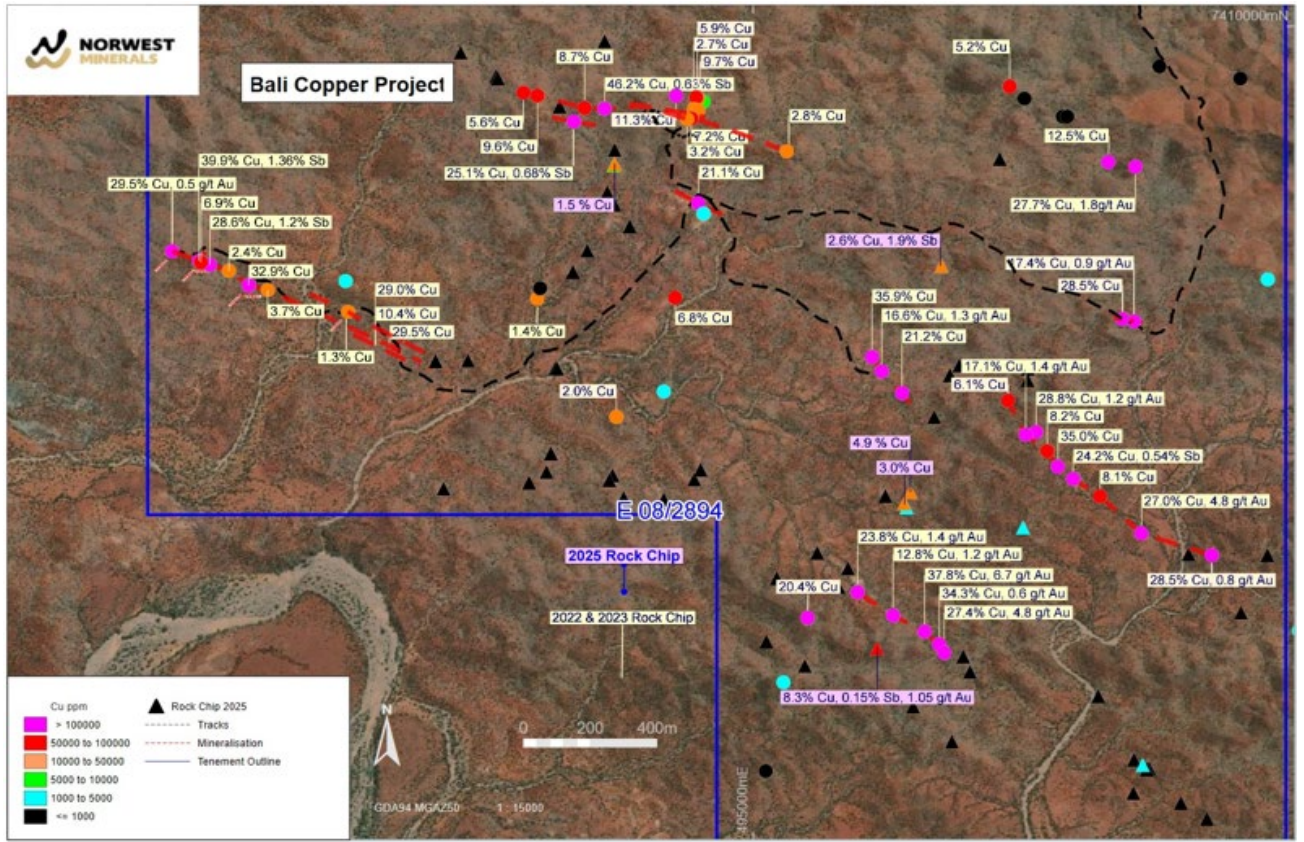 7410000mN
NORWEST
MINERALS
Bali Copper Project
5.9% Cu
2.7% Cu
9.7% Cu
8.7% Cu
46.2% Cu, 0.63% Sb
5.2% Cu
5.6% Cu
11.3% Cu
2.8% Cu
9.6% Cu
7.2% Cu
3.2% Cu
12.5% Cu
39.9% Cu, 1.36% Sb
25.1% Cu, 0.68% Sb
21.1% Cu
29.5% Cu, 0.5 g/t Au
6.9% Cu
1.5 % Cu
27.7% Cu, 1.8g/t Au
28.6% Cu, 1.2% Sb
2.4% Cu
2.6% Cu, 1.9% Sb
32.9% Cu
17.4% Cu, 0.9 g/t Au
28.5% Cu
29.0% Cu
35.9% Cu
3.7% Cu
10.4% Cu
16.6% Cu, 1.3 g/t Au
6.8% Cu
29.5% Cu
1.4% Cu
21.2% Cu
1.3% Cu
17.1% Cu, 1.4 g/t Au
2.0% Cu
6.1% Cu
28.8% Cu, 1.2 g/t Au
8.2% Cu
4.9 % Cu
35.0% Cu
24.2% Cu, 0.54% Sb
3.0% Cu
8.1% Cu
27.0% Cu, 4.8 g/t Au
E 08/2894
23.8% Cu, 1.4 g/t Au
2025 Rock Chip
12.8% Cu, 1.2 g/t Au
37.8% Cu, 6.7 g/t Au
28.5% Cu, 0.8 g/t Au
20.4% Cu
34.3% Cu, 0.6 g/t Au
27.4% Cu, 4.8 g/t Au
2022 & 2023 Rock Chip
8.3% Cu, 0.15% Sb, 1.05 g/t Au
Cu ppm
> 100000
50000 to 100000
10000 to 50000
5000 to 10000
1000 to 5000
<= 1000
Rock Chip 2025
Tracks
Mineralisation
Tenement Outline
N
0 200 400m
GDA94 MGAZ50 1 : 15000
495000mE